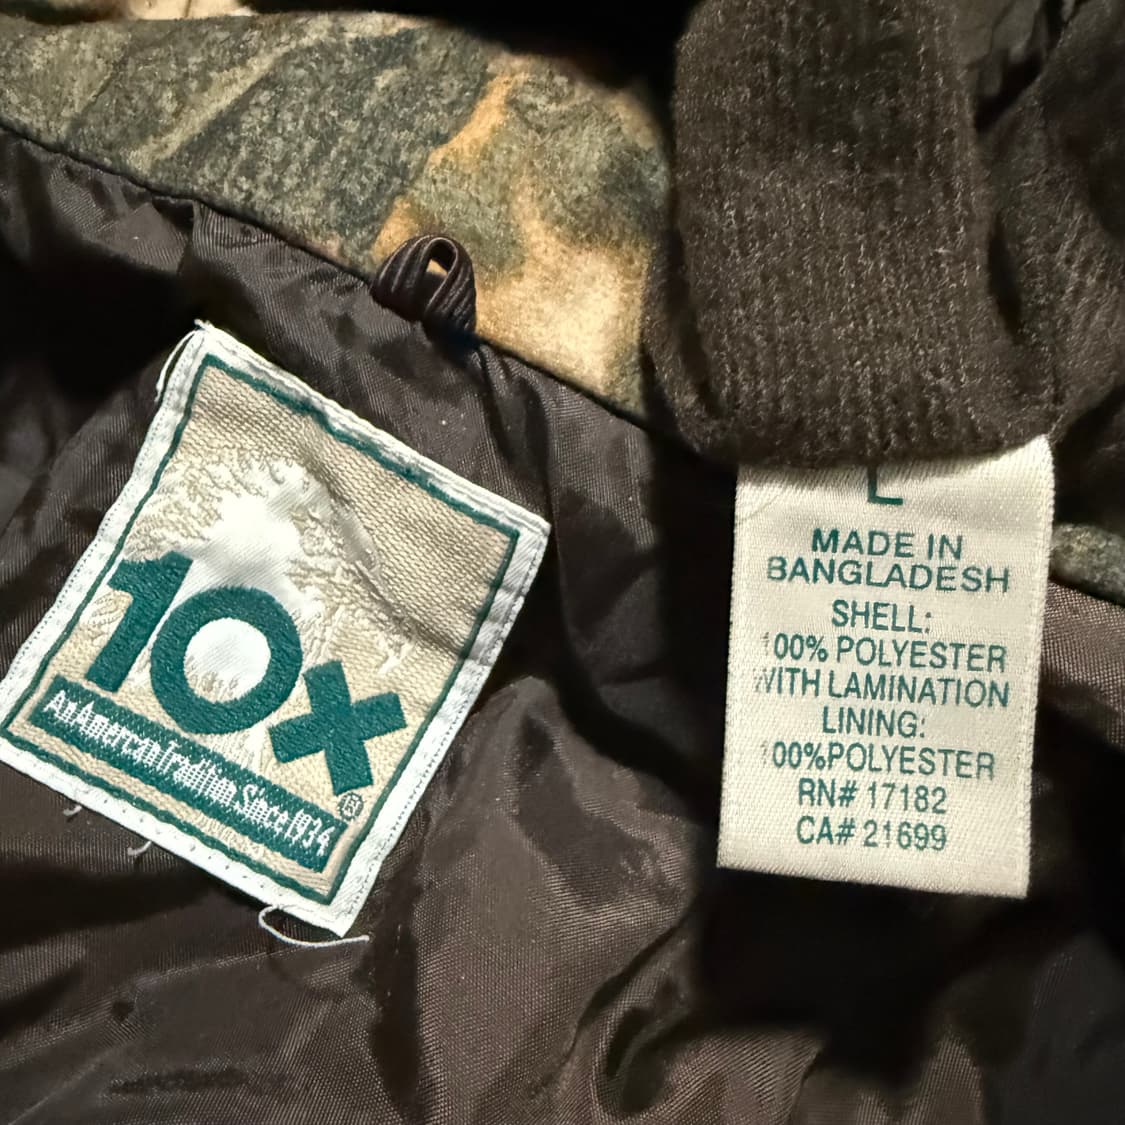 10x
®
An American Tradition Since 1934
L
MADE IN
BANGLADESH
SHELL:
100% POLYESTER
WITH LAMINATION
LINING:
100%POLYESTER
RN# 17182
CA# 21699